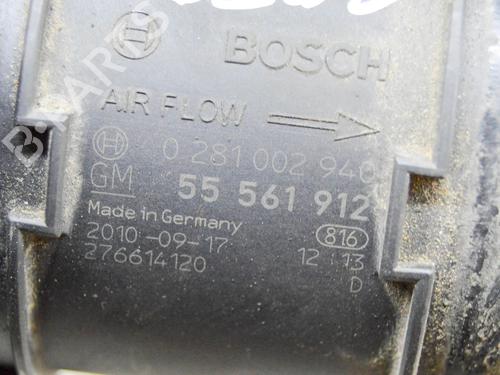 BOSCH
AIR FLOW
0 281 002 940
GM 55 561 912
Made in Germany 816
2010-09-17 12 13
276614120 D
B-PARTS